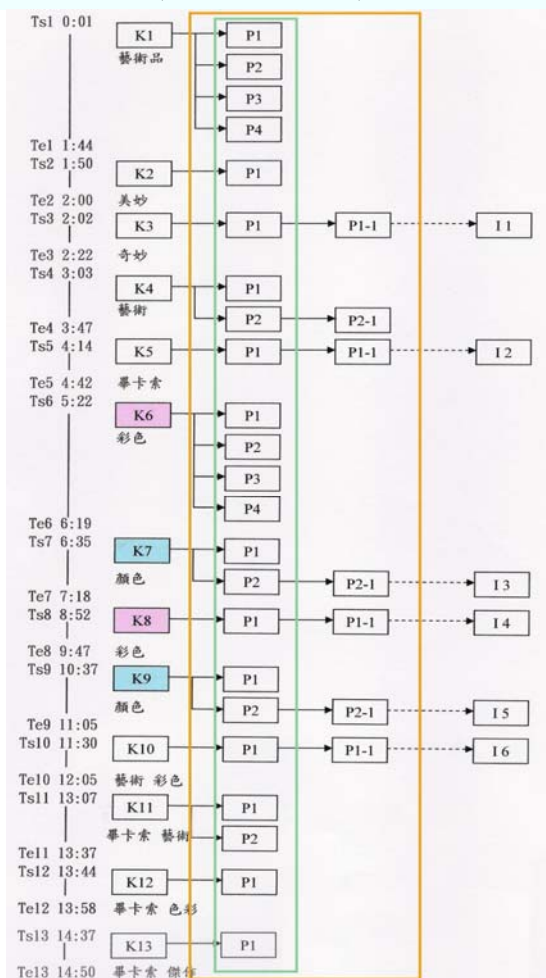 Ts1 0:01
K1 P1
藝術品
P2
P3
P4
Te1 1:44
Ts2 1:50
K2 P1
Te2 2:00 美妙
Ts3 2:02
K3 P1 P1-1 I 1
Te3 2:22 奇妙
Ts4 3:03
K4 P1
藝術
P2 P2-1
Te4 3:47
Ts5 4:14
K5 P1 P1-1 I 2
Te5 4:42 畢卡索
Ts6 5:22
K6 P1
彩色
P2
P3
P4
Te6 6:19
Ts7 6:35
K7 P1
顏色
P2 P2-1 I 3
Te7 7:18
Ts8 8:52
K8 P1 P1-1 I 4
Te8 9:47 彩色
Ts9 10:37
K9 P1
顏色
P2 P2-1 I 5
Te9 11:05
Ts10 11:30
K10 P1 P1-1 I 6
Te10 12:05 藝術 彩色
Ts11 13:07
K11 P1
畢卡索 藝術
P2
Te11 13:37
Ts12 13:44
K12 P1
Te12 13:58 畢卡索 色彩
Ts13 14:37
K13 P1
Te13 14:50 畢卡索 傑作